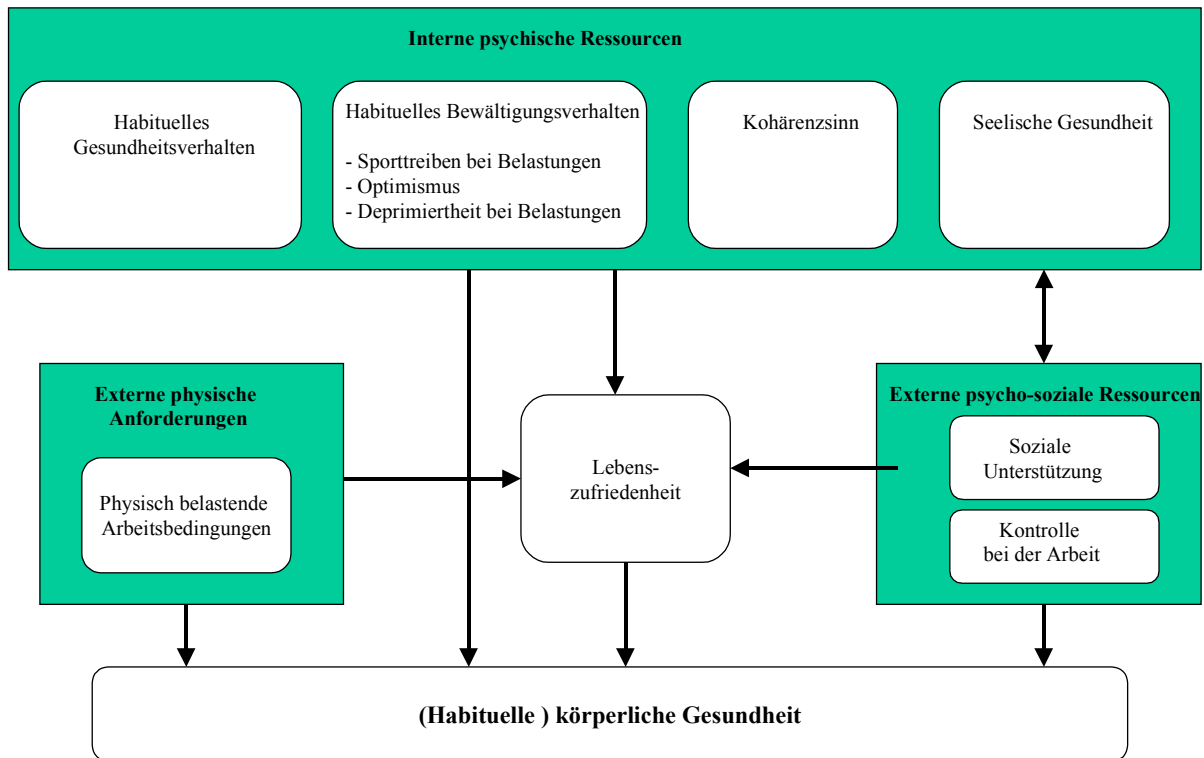 Interne psychische Ressourcen
Habituelles
Gesundheitsverhalten
Habituelles Bewältigungsverhalten
- Sporttreiben bei Belastungen
- Optimismus
- Deprimiertheit bei Belastungen
Kohärenzsinn
Seelische Gesundheit
Externe physische
Anforderungen
Physisch belastende
Arbeitsbedingungen
Lebens-
zufriedenheit
Externe psycho-soziale Ressourcen
Soziale
Unterstützung
Kontrolle
bei der Arbeit
(Habituelle ) körperliche Gesundheit